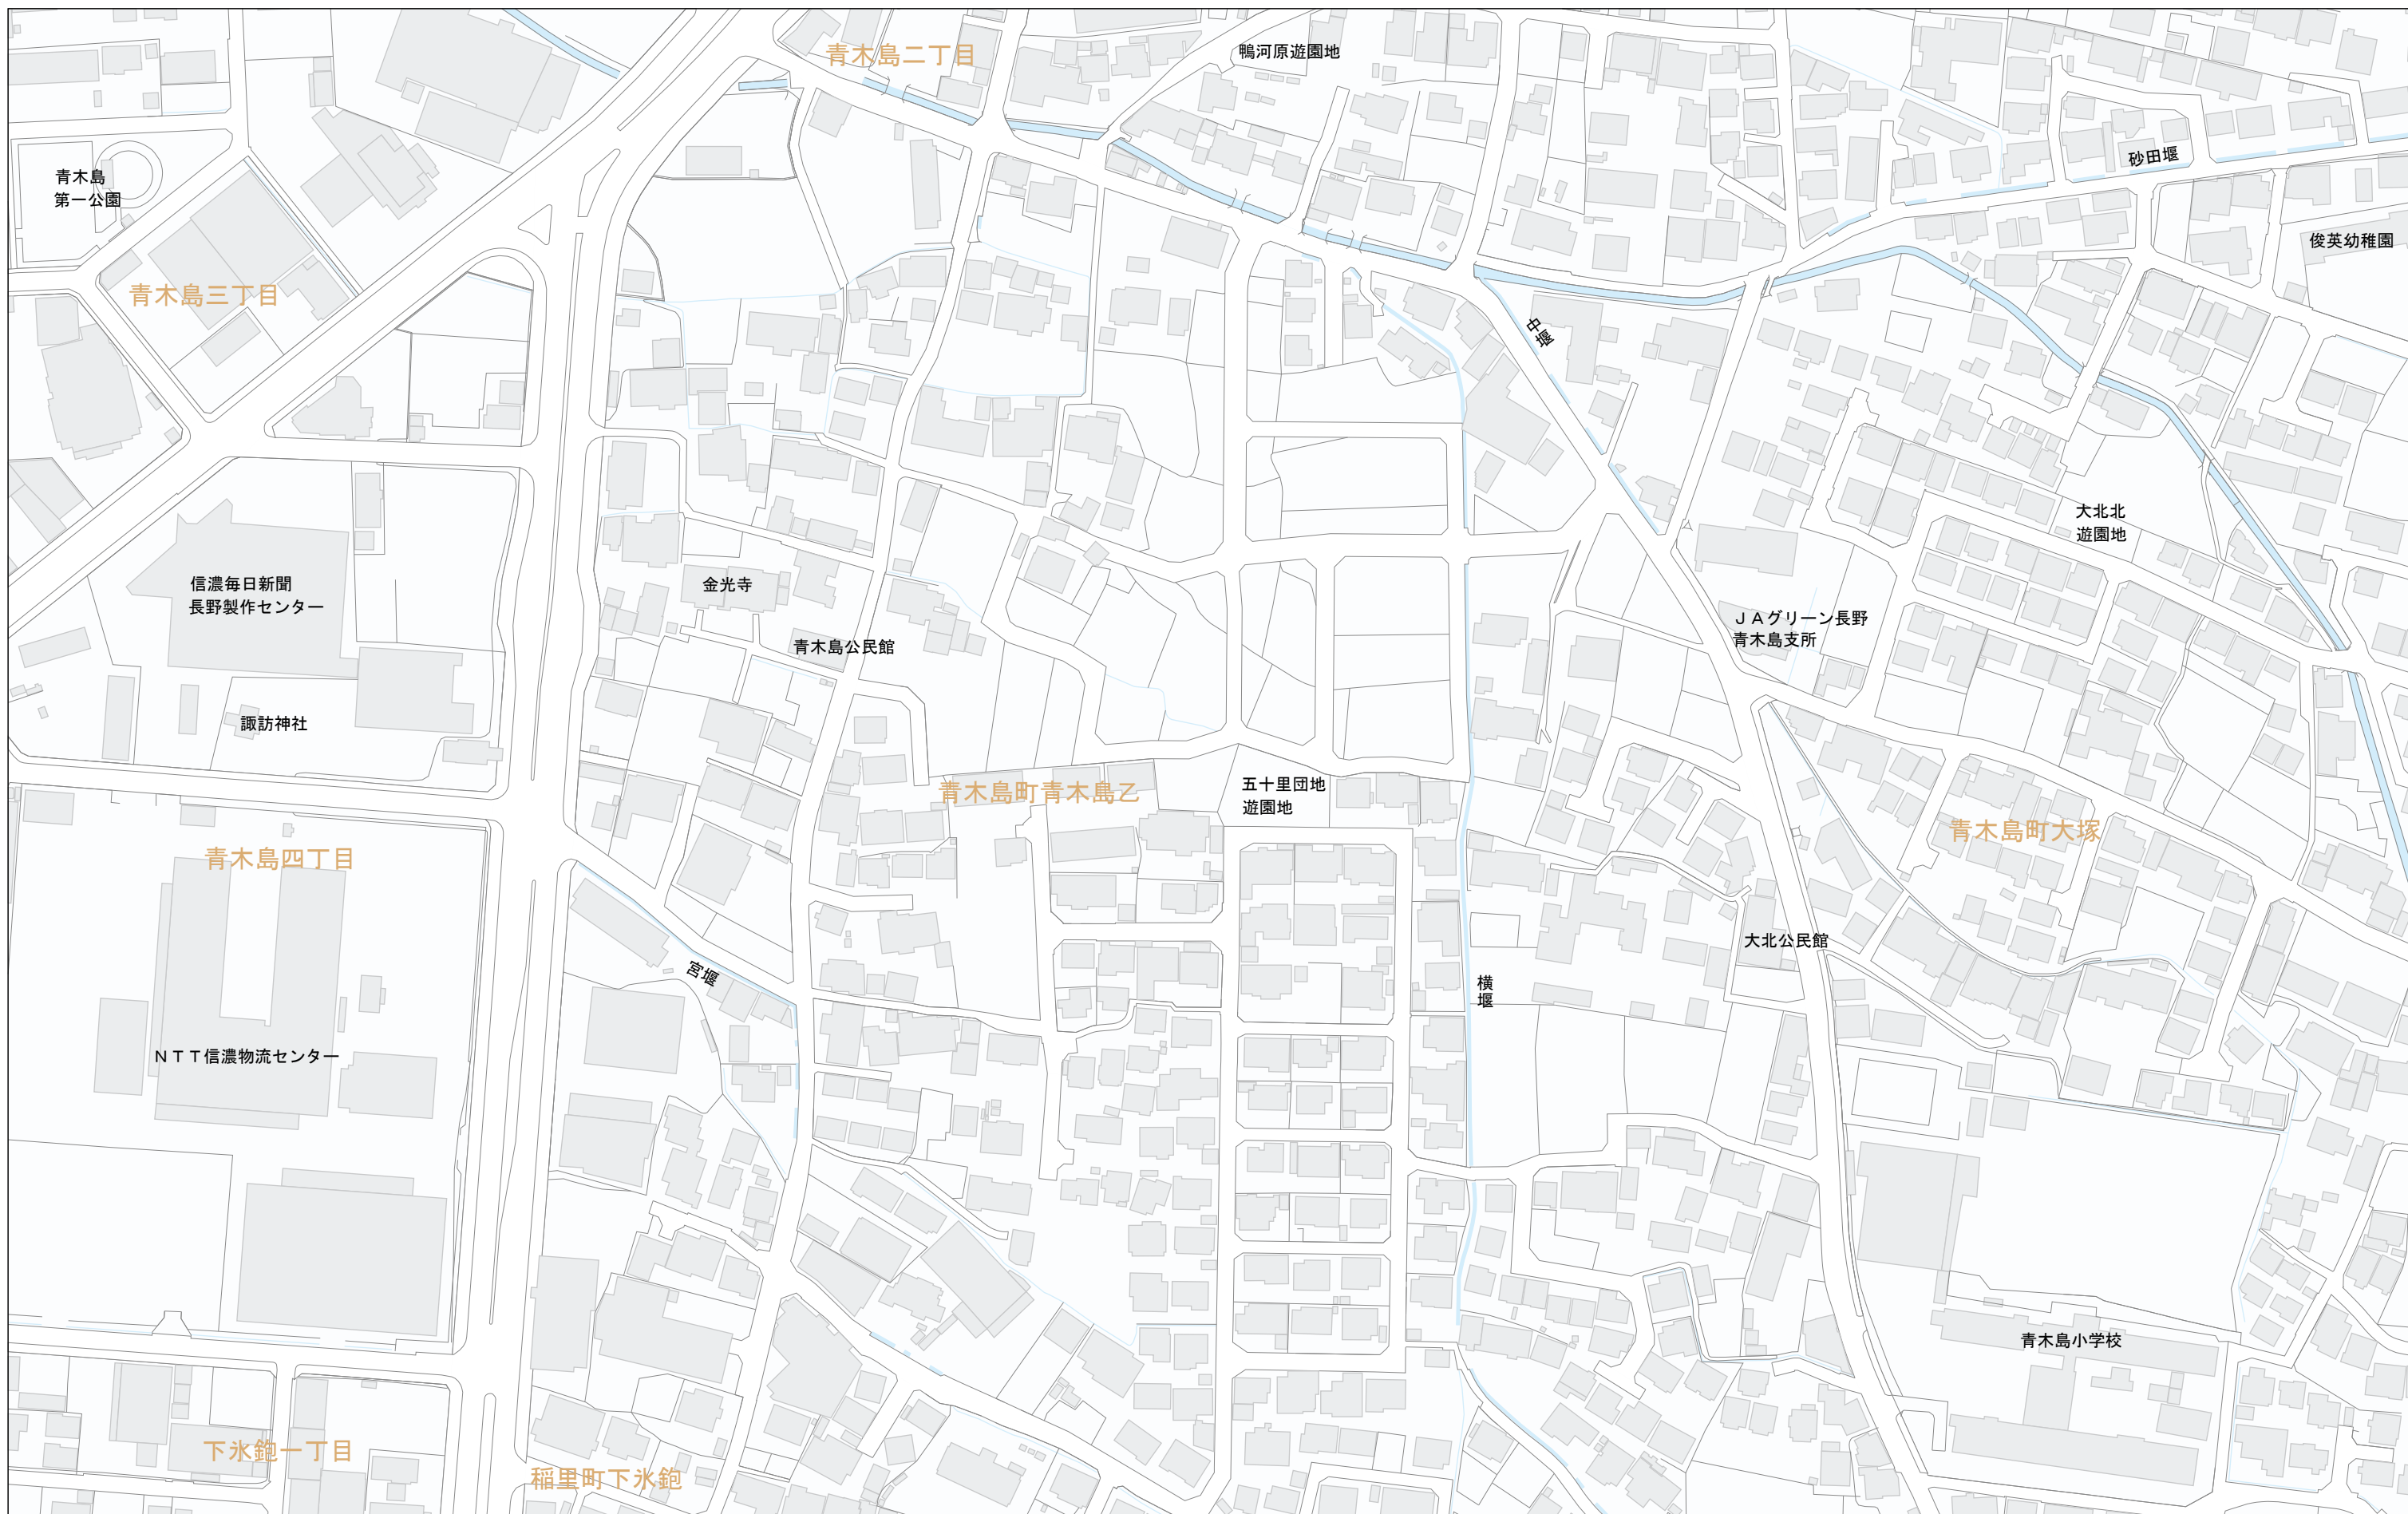 青木島二丁目
鴨河原遊園地
砂田堰
青木島
第一公園
俊英幼稚園
青木島三丁目
中堰
大北北
遊園地
信濃毎日新聞
長野製作センター
金光寺
ＪＡグリーン長野
青木島支所
青木島公民館
諏訪神社
青木島町青木島乙
五十里団地
遊園地
青木島町大塚
青木島四丁目
大北公民館
宮堰
横堰
ＮＴＴ信濃物流センター
青木島小学校
下氷鉋一丁目
稲里町下氷鉋